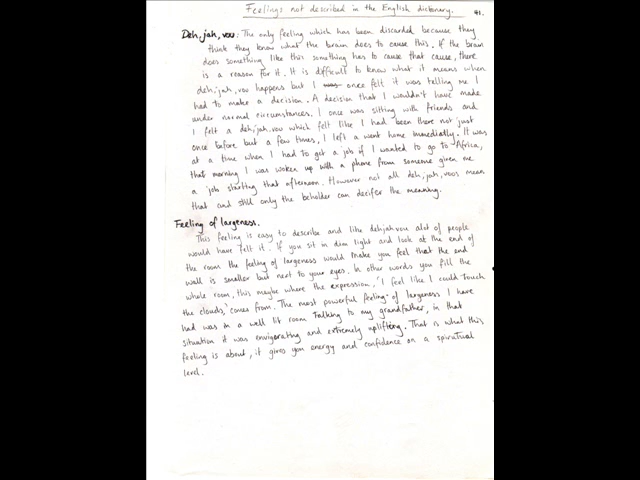 Feelings not described in the English dictionary. 41.
Deh, jah, vou: The only feeling which has been discarded because they
think they know what the brain does to cause this. If the brain
does something like this something has to cause that cause, there
is a reason for it. It is difficult to know what it means when
deh,jah,vou happens but I was once felt it was telling me I
had to make a decision. A decision that I wouldn't have made
under normal circumstances. I once was sitting with friends and
I felt a deh,jah,vou which felt like I had been there not just
once before but a few times, I left a went home immediatly. It was
at a time when I had to get a job if I wanted to go to Africa,
that morning I was woken up with a phone from someone given me
a job starting that afternoon. However not all deh,jah,voos mean
that and still only the beholder can decifer the meaning.
Feeling of largeness.
This feeling is easy to describe and like dehjahvou alot of people
would have felt it. If you sit in dim light and look at the end of
the room the feeling of largeness would make you feel that the end
wall is smaller but next to your eyes. In other words you fill the
whole room, this maybe where the expression, 'I feel like I could touch
the clouds,' comes from. The most powerful feeling of largeness I have
had was in a well lit room talking to my grandfather, in that
situation it was invigorating and extremely uplifting. That is what this
feeling is about, it gives you energy and confidence on a spiratual
level.